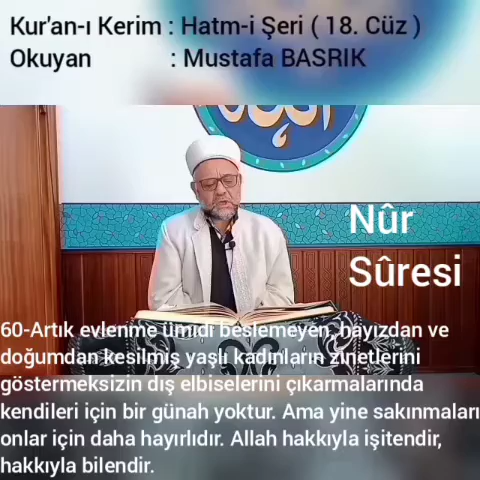 Kur'an-ı Kerim : Hatm-i Şeri ( 18. Cüz )
Okuyan : Mustafa BASRIK
Nûr
Sûresi
60-Artık evlenme ümidi beslemeyen, hayızdan ve
doğumdan kesilmiş yaşlı kadınların zinetlerini
göstermeksizin dış elbiselerini çıkarmalarında
kendileri için bir günah yoktur. Ama yine sakınmaları
onlar için daha hayırlıdır. Allah hakkıyla işitendir,
hakkıyla bilendir.